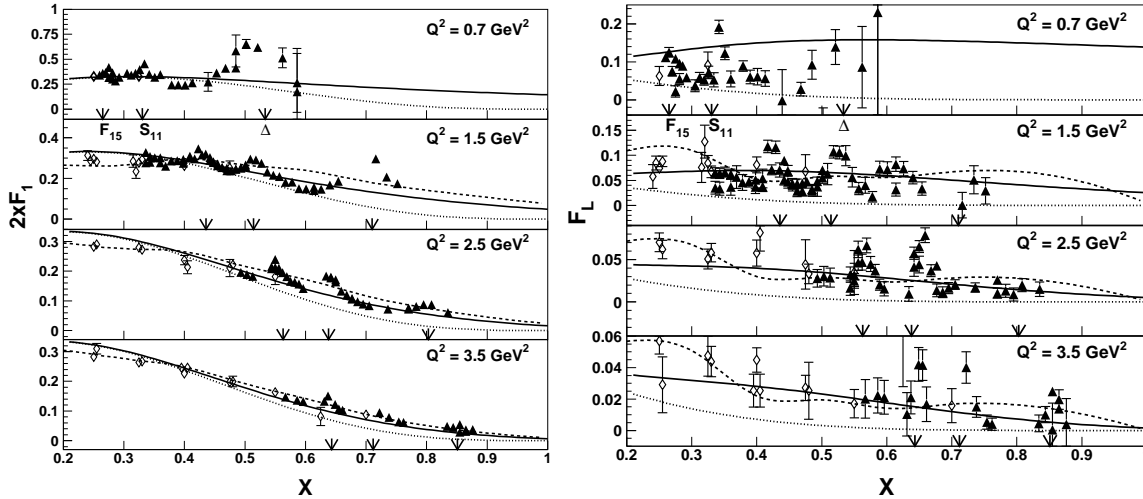 2xF1
1
0.75
0.5
0.25
0
Q² = 0.7 GeV²
F15 S11 Δ
0.4
0.2
0
Q² = 1.5 GeV²
0.3
0.2
0.1
0
Q² = 2.5 GeV²
0.3
0.2
0.1
0
Q² = 3.5 GeV²
0.2 0.3 0.4 0.5 0.6 0.7 0.8 0.9 1
X
FL
0.2
0.1
0
Q² = 0.7 GeV²
F15 S11 Δ
0.15
0.10
0.05
0
Q² = 1.5 GeV²
0.05
0
Q² = 2.5 GeV²
0.06
0.04
0.02
0
Q² = 3.5 GeV²
0.2 0.3 0.4 0.5 0.6 0.7 0.8 0.9
X